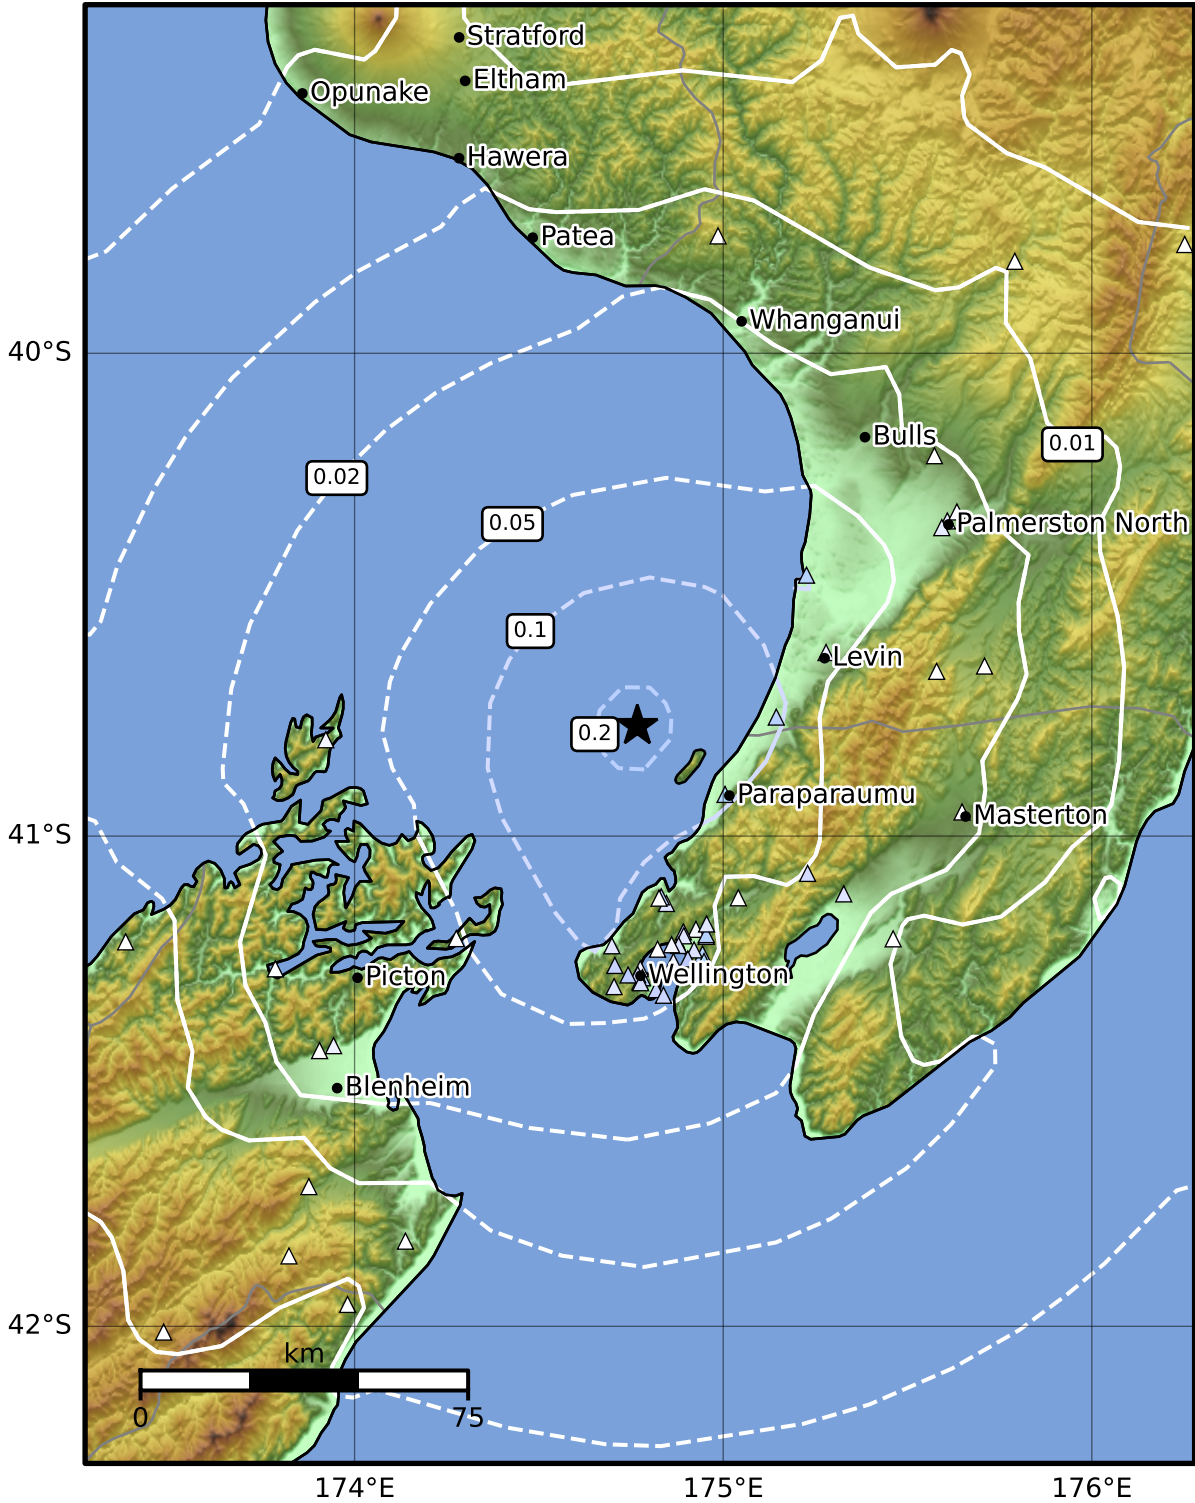 Stratford
Eltham
Opunake
Hawera
Patea
Whanganui
40°S
Bulls
0.01
0.02
0.05
Palmerston North
0.1
Levin
0.2
Paraparaumu
Masterton
41°S
Picton
Wellington
Blenheim
42°S
km
0 75
174°E 175°E 176°E